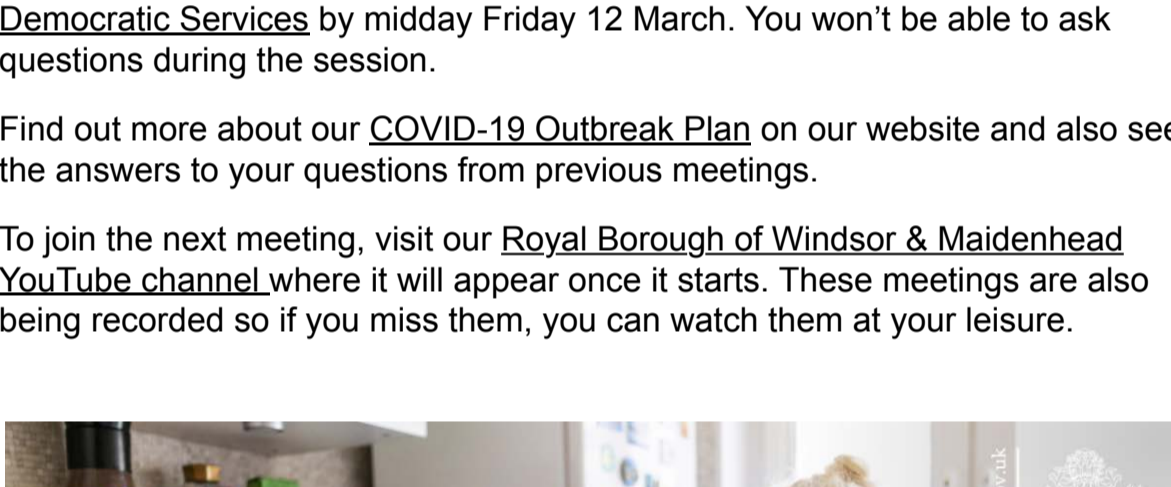 Democratic Services by midday Friday 12 March. You won’t be able to ask
questions during the session.
Find out more about our COVID-19 Outbreak Plan on our website and also see
the answers to your questions from previous meetings.
To join the next meeting, visit our Royal Borough of Windsor & Maidenhead
YouTube channel where it will appear once it starts. These meetings are also
being recorded so if you miss them, you can watch them at your leisure.
v.uk